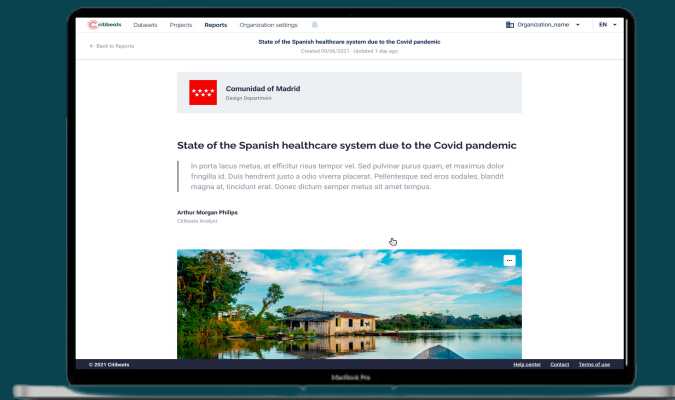 citibeats Datasets Projects Reports Organization settings Organization_name EN
← Back to Reports
State of the Spanish healthcare system due to the Covid pandemic
Created 09/06/2021 · Updated 1 day ago
Comunidad of Madrid
Design Department
State of the Spanish healthcare system due to the Covid pandemic
In porta lacus metus, at efficitur risus tempor vel. Sed pulvinar purus quam, et maximus dolor
fringilla id. Duis hendrerit justo a odio viverra placerat. Pellentesque sed eros sodales, blandit
magna at, tincidunt erat. Donec dictum semper metus sit amet tempus.
Arthur Morgan Philips
Citibeats Analyst
© 2021 Citibeats Help center Contact Terms of use
MacBook Pro